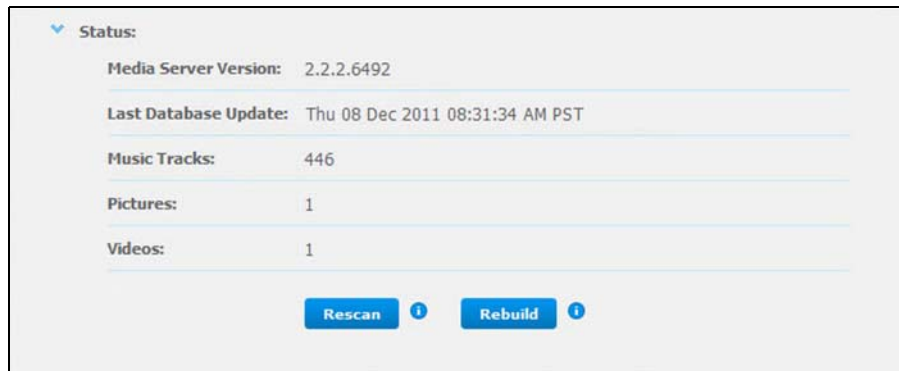 Status:
Media Server Version: 2.2.2.6492
Last Database Update: Thu 08 Dec 2011 08:31:34 AM PST
Music Tracks: 446
Pictures: 1
Videos: 1
Rescan i Rebuild i